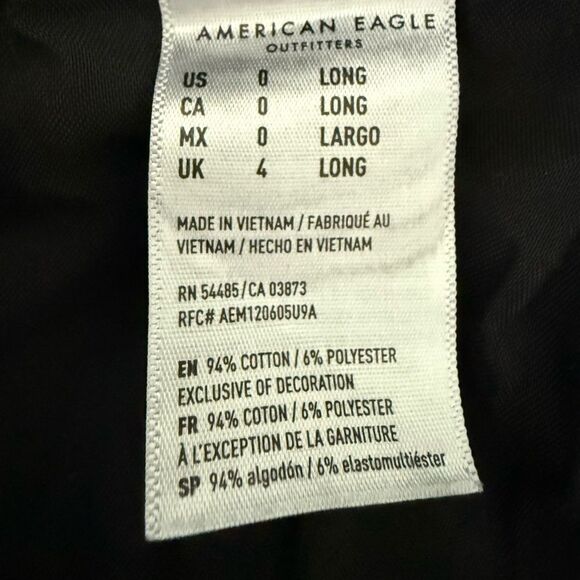 AMERICAN EAGLE
OUTFITTERS
US 0 LONG
CA 0 LONG
MX 0 LARGO
UK 4 LONG
MADE IN VIETNAM / FABRIQUÉ AU
VIETNAM / HECHO EN VIETNAM
RN 54485/CA 03873
RFC# AEM120605U9A
EN 94% COTTON / 6% POLYESTER
EXCLUSIVE OF DECORATION
FR 94% COTON / 6% POLYESTER
À L'EXCEPTION DE LA GARNITURE
SP 94% algodón / 6% elastomultiéster